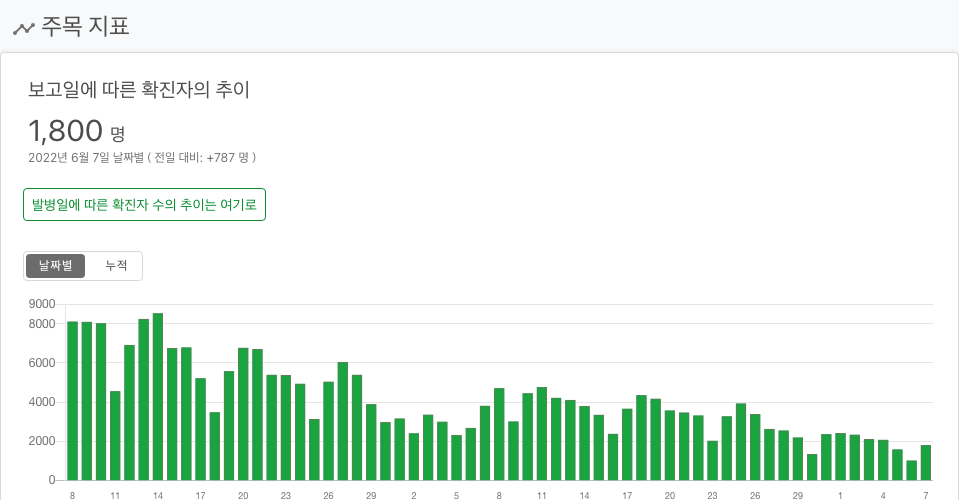 주목 지표
보고일에 따른 확진자의 추이
1,800 명
2022년 6월 7일 날짜별 ( 전일 대비: +787 명 )
발병일에 따른 확진자 수의 추이는 여기로
날짜별 누적
9000
8000
6000
4000
2000
0
8 11 14 17 20 23 26 29 2 5 8 11 14 17 20 23 26 29 1 4 7